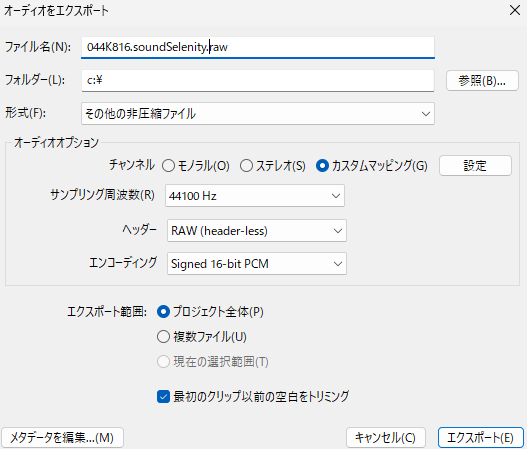 オーディオをエクスポート
ファイル名(N): 044K816.soundSelenity.raw
フォルダー(L): c:¥ 参照(B)...
形式(F): その他の非圧縮ファイル
オーディオオプション
チャンネル モノラル(O) ステレオ(S) カスタムマッピング(G) 設定
サンプリング周波数(R) 44100 Hz
ヘッダー RAW (header-less)
エンコーディング Signed 16-bit PCM
エクスポート範囲: プロジェクト全体(P)
複数ファイル(U)
現在の選択範囲(T)
最初のクリップ以前の空白をトリミング
メタデータを編集...(M) キャンセル(C) エクスポート(E)